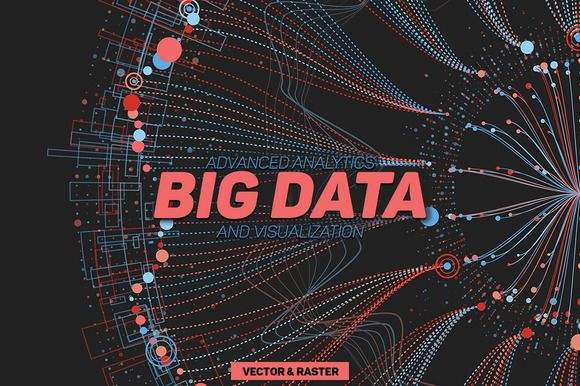 ADVANCED ANALYTICS
BIG DATA
AND VISUALIZATION
VECTOR & RASTER